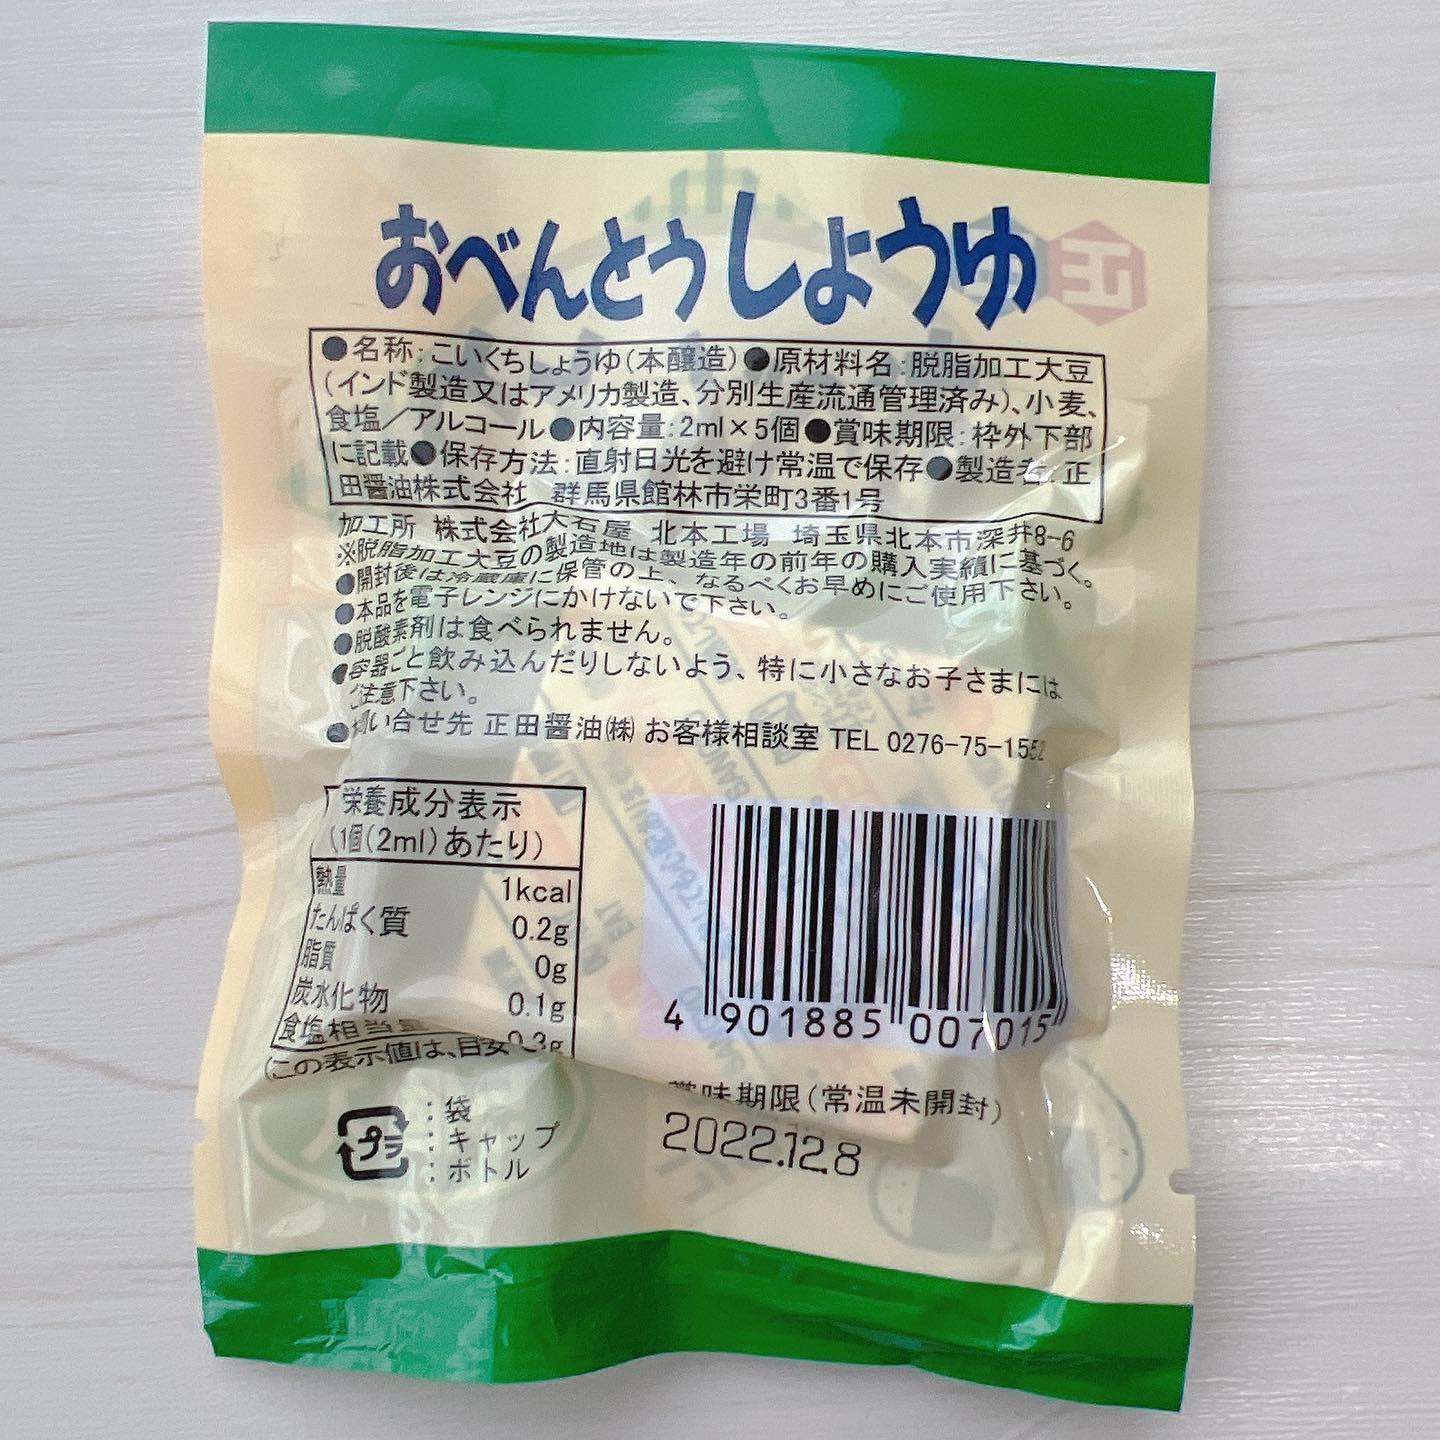 おべんとうしょうゆ
●名称：こいくちしょうゆ（本醸造）●原材料名：脱脂加工大豆
（インド製造又はアメリカ製造、分別生産流通管理済み）、小麦、
食塩／アルコール●内容量：2ml×5個●賞味期限：枠外下部
に記載●保存方法：直射日光を避け常温で保存●製造者：正
田醤油株式会社 群馬県館林市栄町3番1号
加工所 株式会社大石屋 北本工場 埼玉県北本市深井8-6
※脱脂加工大豆の製造地は製造年の前年の購入実績に基づく。
●開封後は冷蔵庫に保管の上、なるべくお早めにご使用下さい。
●本品を電子レンジにかけないで下さい。
●脱酸素剤は食べられません。
●容器ごと飲み込んだりしないよう、特に小さなお子さまには
ご注意下さい。
●お問い合せ先 正田醤油㈱ お客様相談室 TEL 0276-75-1552
栄養成分表示
（1個（2ml）あたり）
熱量 1kcal
たんぱく質 0.2g
脂質 0g
炭水化物 0.1g
食塩相当量 0.3g
（この表示値は、目安
4 901885 007015
賞味期限（常温未開封）
2022.12.8
プラ
：袋
：キャップ
：ボトル